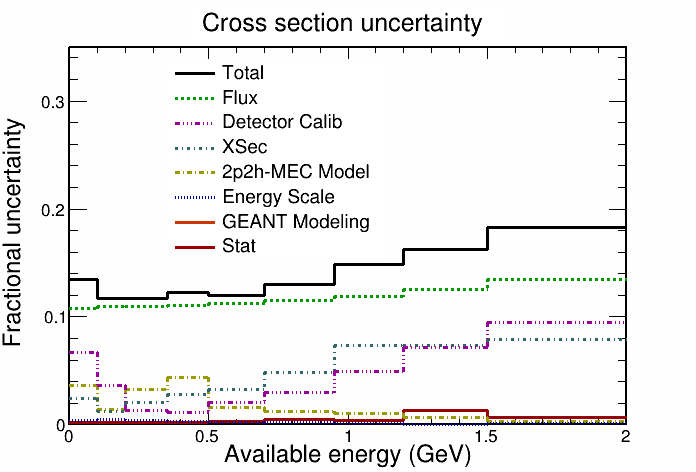 Cross section uncertainty
Fractional uncertainty
Total
Flux
Detector Calib
XSec
2p2h-MEC Model
Energy Scale
GEANT Modeling
Stat
0.3
0.2
0.1
0
0 0.5 1 1.5 2
Available energy (GeV)